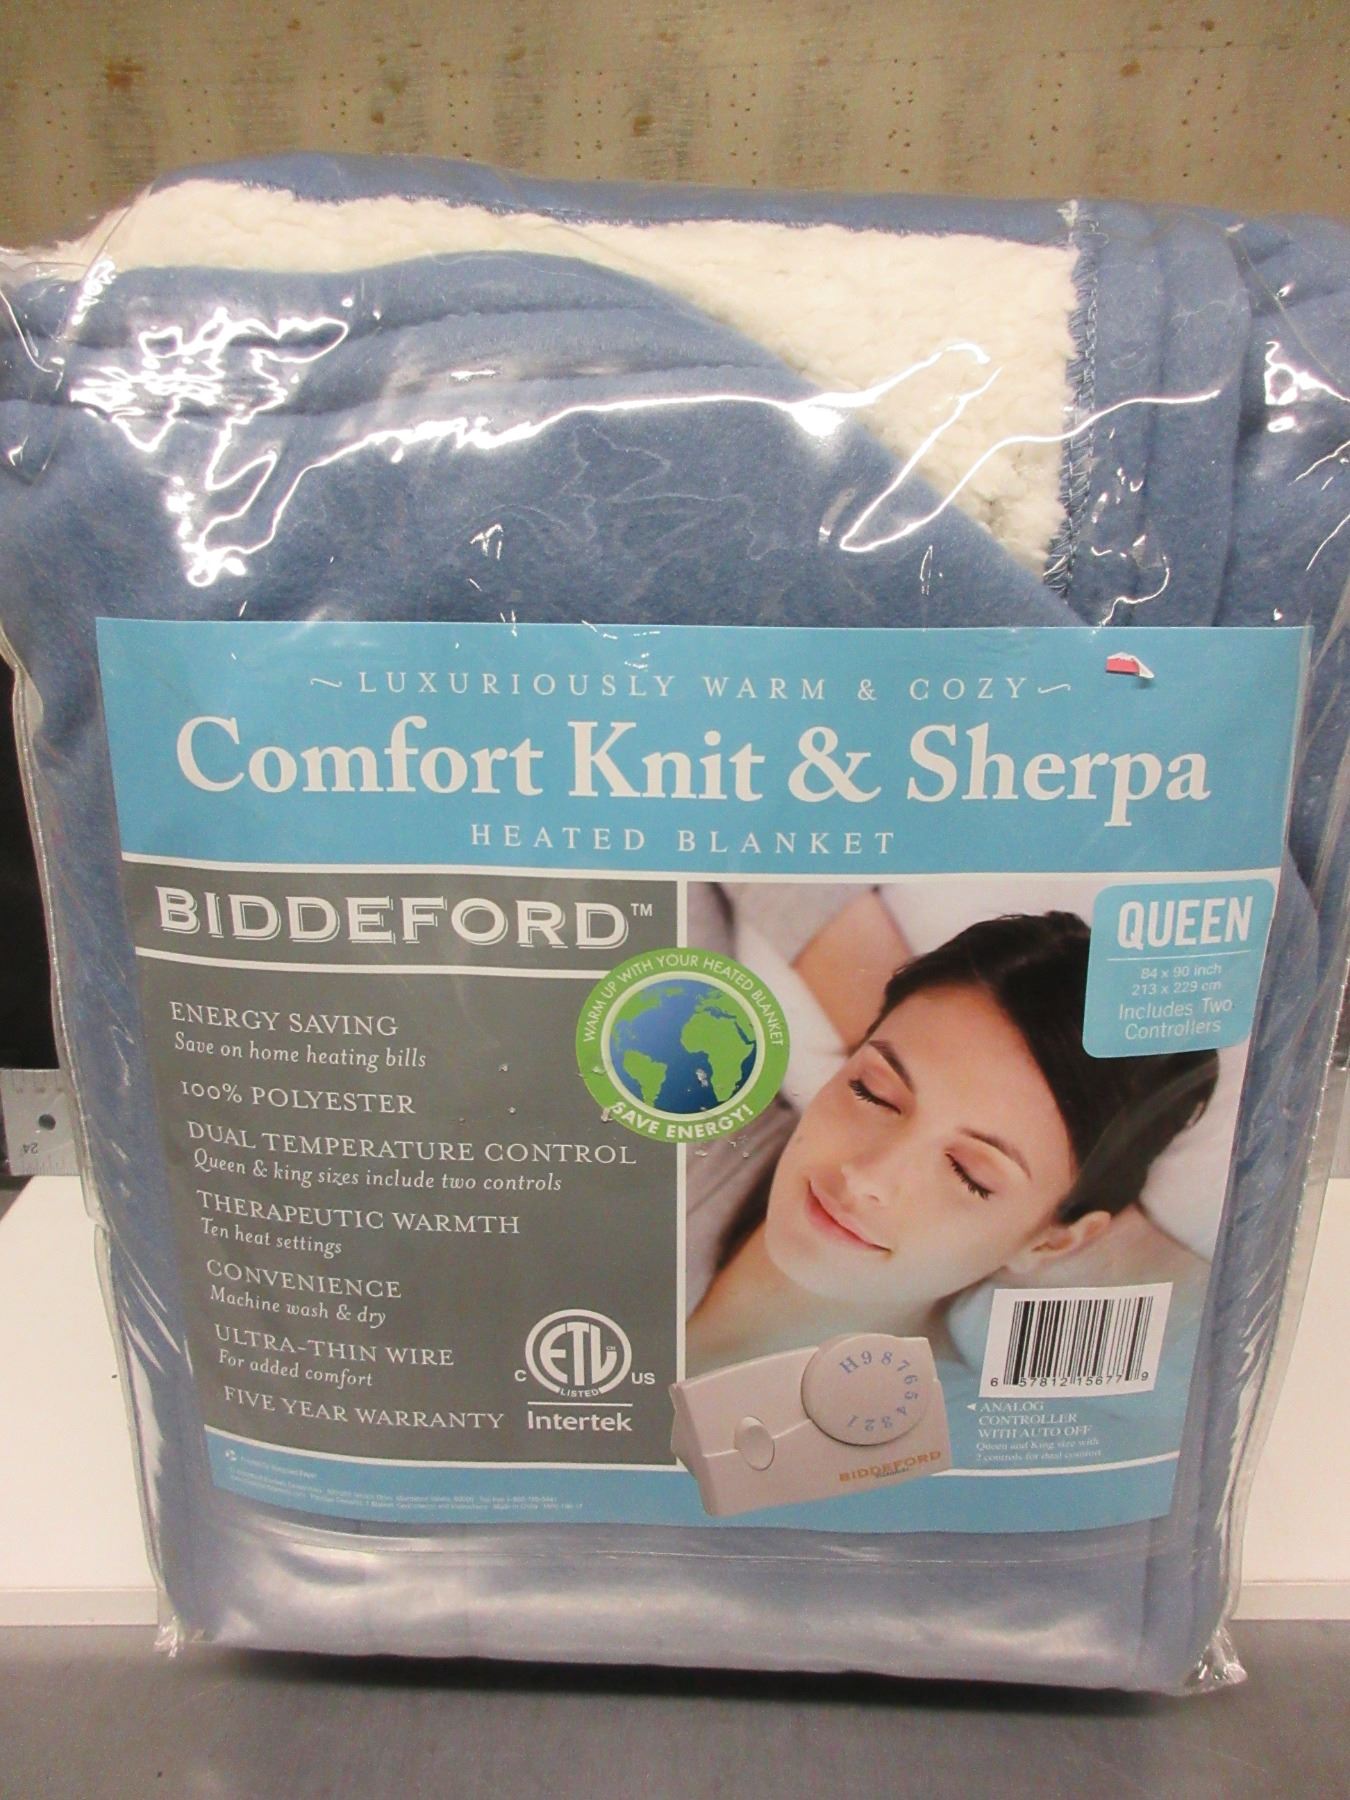 ~LUXURIOUSLY WARM & COZY~
Comfort Knit & Sherpa
HEATED BLANKET
BIDDEFORD™
ENERGY SAVING
Save on home heating bills
100% POLYESTER
DUAL TEMPERATURE CONTROL
Queen & king sizes include two controls
THERAPEUTIC WARMTH
Ten heat settings
CONVENIENCE
Machine wash & dry
ULTRA-THIN WIRE
For added comfort
FIVE YEAR WARRANTY
WARM UP WITH YOUR HEATED BLANKET
SAVE ENERGY!
QUEEN
84 x 90 inch
213 x 229 cm
Includes Two
Controllers
ETL
LISTED
C US
Intertek
H 9 8 7 6 5 4 3 2 1
BIDDEFORD
6 57812 15677 9
◄ ANALOG
CONTROLLER
WITH AUTO OFF
Queen and King size with
2 controls for dual comfort
24